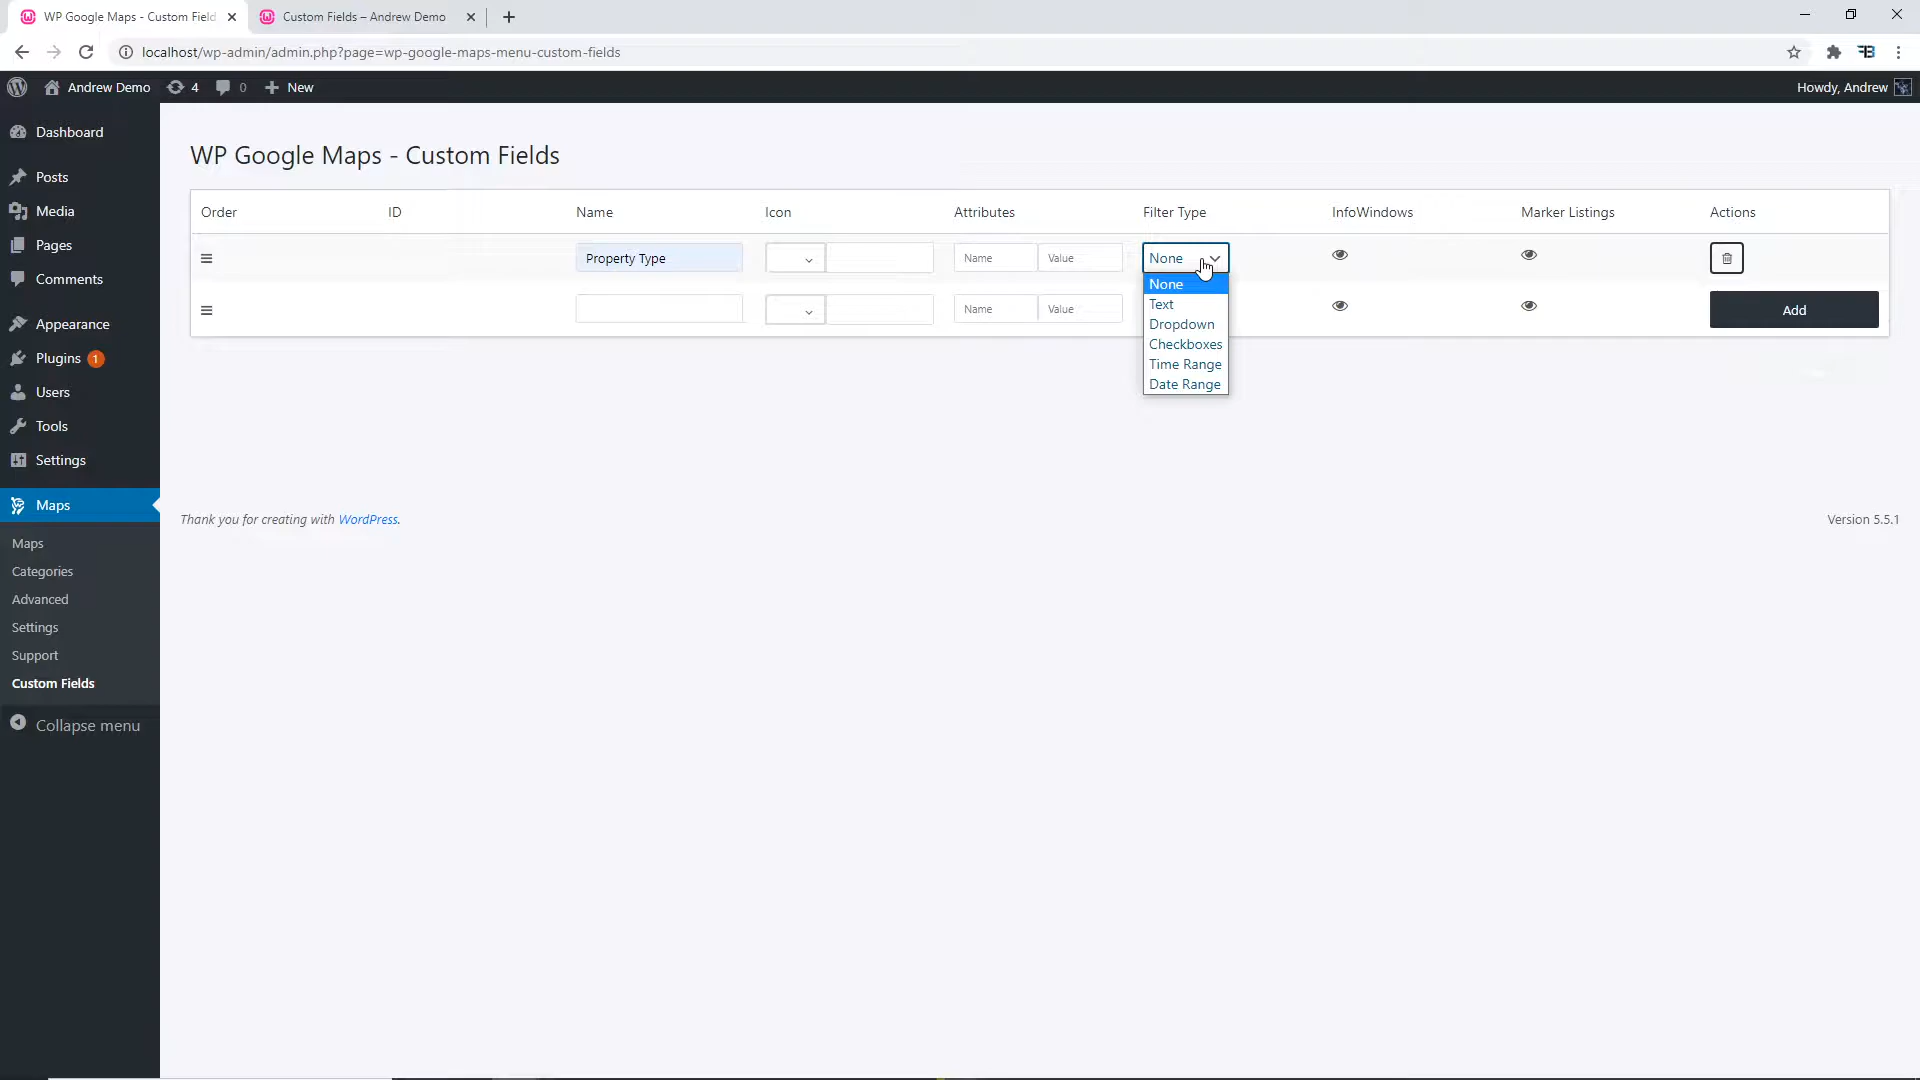 WP Google Maps - Custom Field
Custom Fields – Andrew Demo
localhost/wp-admin/admin.php?page=wp-google-maps-menu-custom-fields
Andrew Demo
4
0
New
Howdy, Andrew
Dashboard
Posts
Media
Pages
Comments
Appearance
Plugins 1
Users
Tools
Settings
Maps
Maps
Categories
Advanced
Settings
Support
Custom Fields
Collapse menu
WP Google Maps - Custom Fields
Order ID Name Icon Attributes Filter Type InfoWindows Marker Listings Actions
Property Type Name Value None
None
Text
Dropdown
Checkboxes
Time Range
Date Range
Name Value Add
Thank you for creating with WordPress.
Version 5.5.1